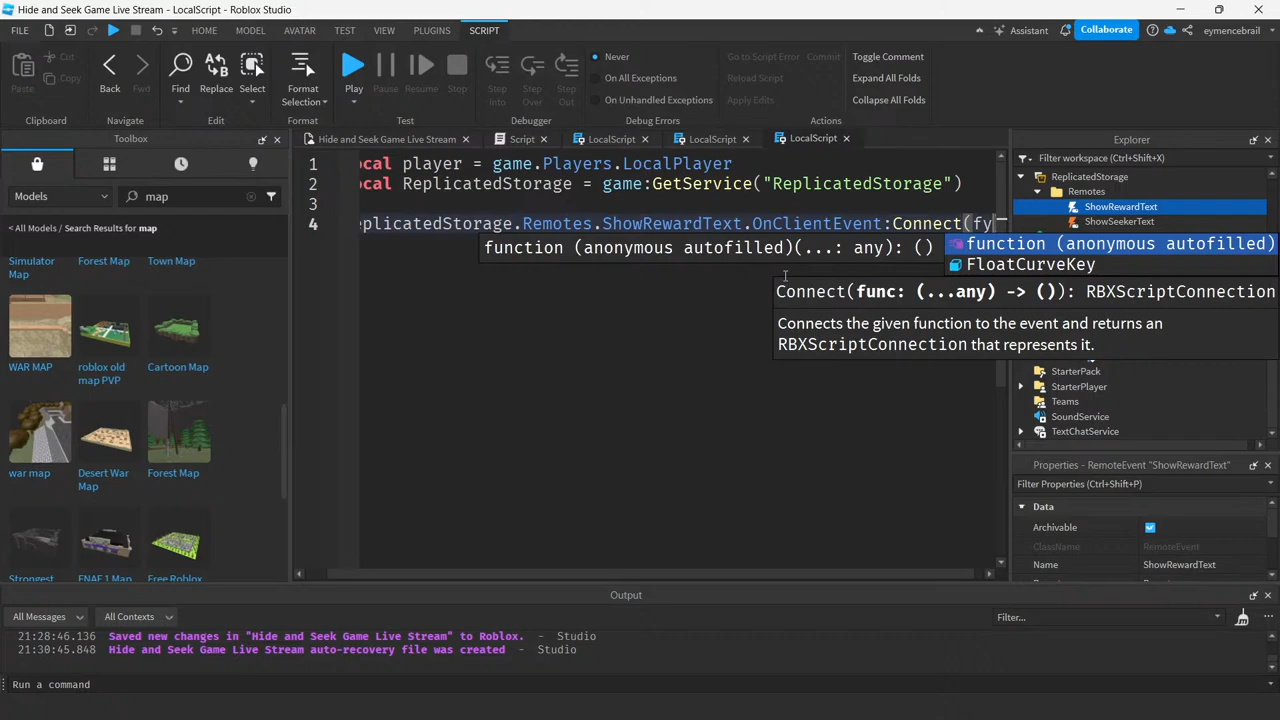 Hide and Seek Game Live Stream - LocalScript - Roblox Studio
FILE HOME MODEL AVATAR TEST VIEW PLUGINS SCRIPT Assistant Collaborate eymencebrail
Paste
Cut
Copy
Back
Fwd
Find
Replace
Select
Format
Selection
Play
Pause
Resume
Stop
Step
Into
Step
Over
Step
Out
Never
On All Exceptions
On Unhandled Exceptions
Go to Script Error
Commit
Reload Script
Apply Edits
Toggle Comment
Expand All Folds
Collapse All Folds
Clipboard Navigate Edit Format Test Debugger Debug Errors Actions
Toolbox
Models
map
< All Models / Search Results for map
Simulator
Map
Forest Map
Town Map
WAR MAP
roblox old
map PVP
Cartoon Map
war map
Desert War
Map
Forest Map
Strongest
FNAF 1 Map
Free Roblox
Hide and Seek Game Live Stream Script LocalScript LocalScript LocalScript
1 ocal player = game.Players.LocalPlayer
2 ocal ReplicatedStorage = game:GetService("ReplicatedStorage")
3
4 eplicatedStorage.Remotes.ShowRewardText.OnClientEvent:Connect(fy
function (anonymous autofilled)(...: any): ()
function (anonymous autofilled)
FloatCurveKey
Connect(func: (...any) -> ()): RBXScriptConnection
Connects the given function to the event and returns an
RBXScriptConnection that represents it.
Explorer
Filter workspace (Ctrl+Shift+X)
ReplicatedStorage
Remotes
ShowRewardText
ShowSeekerText
StarterPack
StarterPlayer
Teams
SoundService
TextChatService
Properties - RemoteEvent "ShowRewardText"
Filter Properties (Ctrl+Shift+P)
Data
Archivable
ClassName RemoteEvent
Name ShowRewardText
Output
All Messages All Contexts Filter...
21:28:46.136 Saved new changes in "Hide and Seek Game Live Stream" to Roblox. - Studio
21:30:45.848 Hide and Seek Game Live Stream auto-recovery file was created - Studio
Run a command